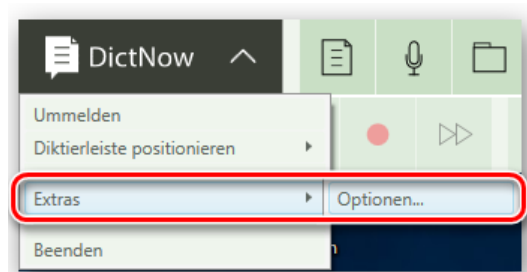 DictNow
Ummelden
Diktierleiste positionieren
Extras
Optionen...
Beenden